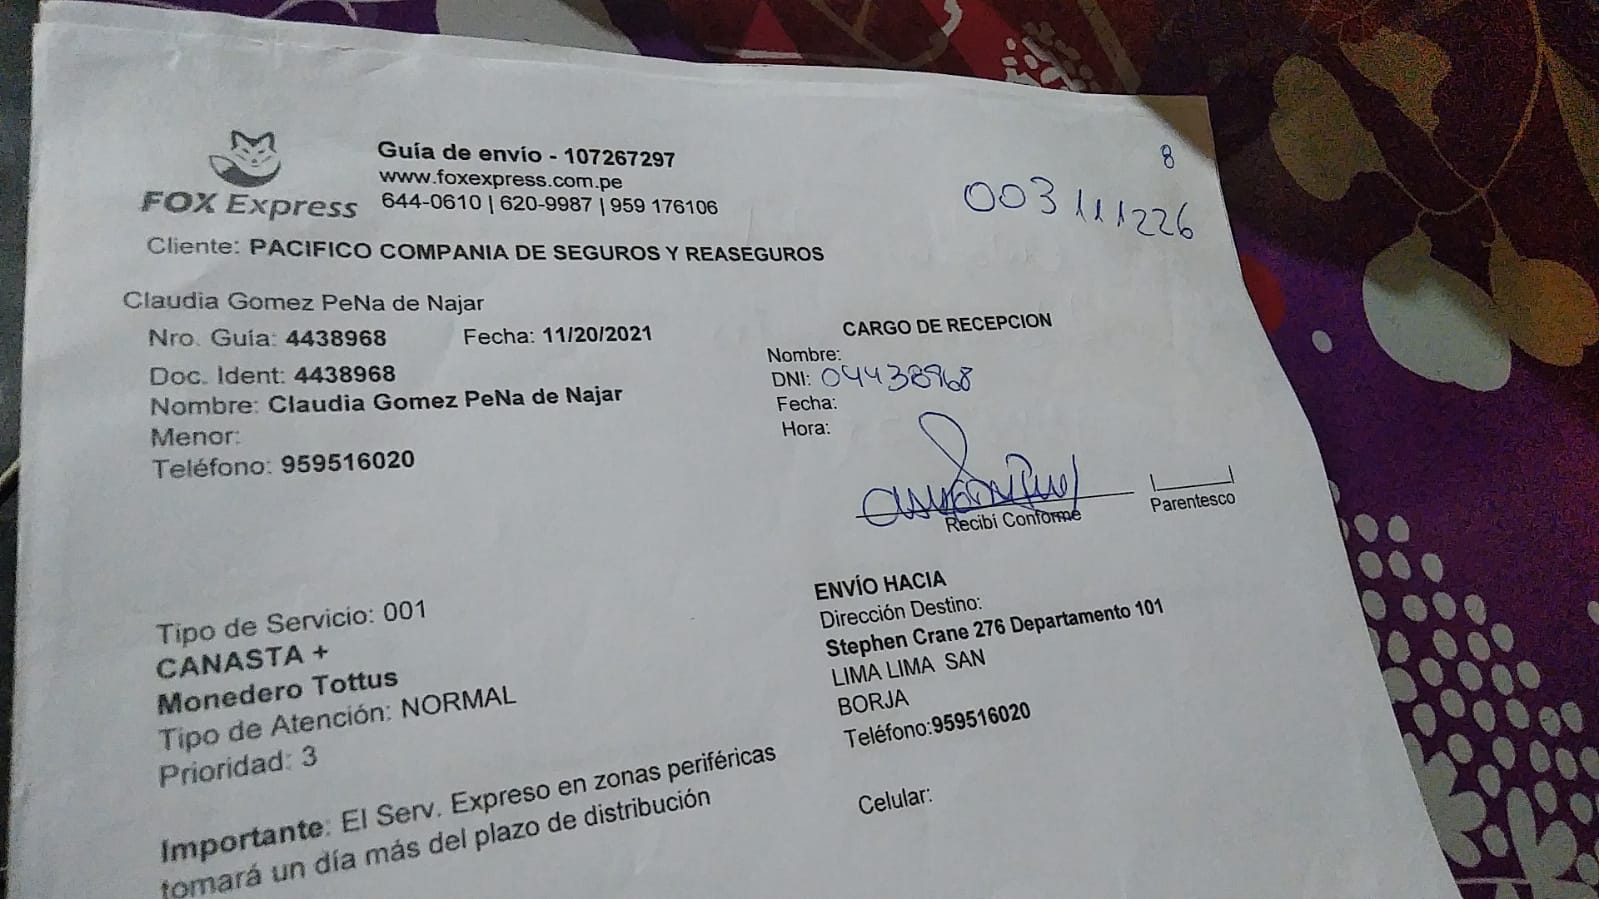 FOX Express
Guía de envío - 107267297
www.foxexpress.com.pe
644-0610 | 620-9987 | 959 176106
8
003111226
Cliente: PACIFICO COMPANIA DE SEGUROS Y REASEGUROS
Claudia Gomez PeNa de Najar
Nro. Guía: 4438968 Fecha: 11/20/2021
Doc. Ident: 4438968
Nombre: Claudia Gomez PeNa de Najar
Menor:
Teléfono: 959516020
CARGO DE RECEPCION
Nombre:
DNI: 04438968
Fecha:
Hora:
Recibí Conforme
Parentesco
Tipo de Servicio: 001
CANASTA +
Monedero Tottus
Tipo de Atención: NORMAL
Prioridad: 3
Importante: El Serv. Expreso en zonas periféricas
tomará un día más del plazo de distribución
ENVÍO HACIA
Dirección Destino:
Stephen Crane 276 Departamento 101
LIMA LIMA SAN
BORJA
Teléfono:959516020
Celular: